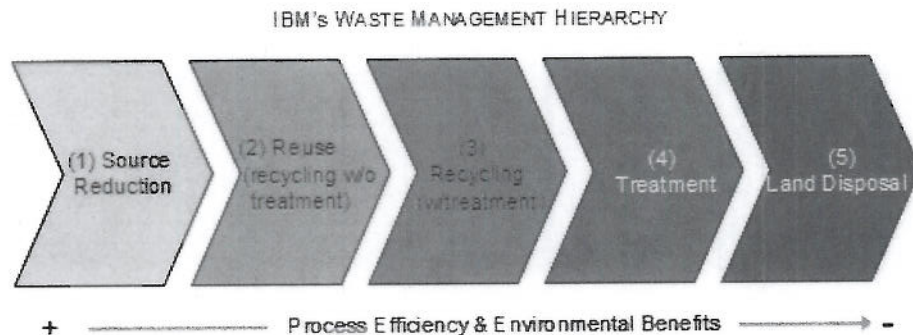 IBM's WASTE MANAGEMENT HIERARCHY
(1) Source
Reduction
(2) Reuse
(recycling w/o
treatment)
(3)
Recycling
(w/treatment)
(4)
Treatment
(5)
Land Disposal
+ Process Efficiency & Environmental Benefits -